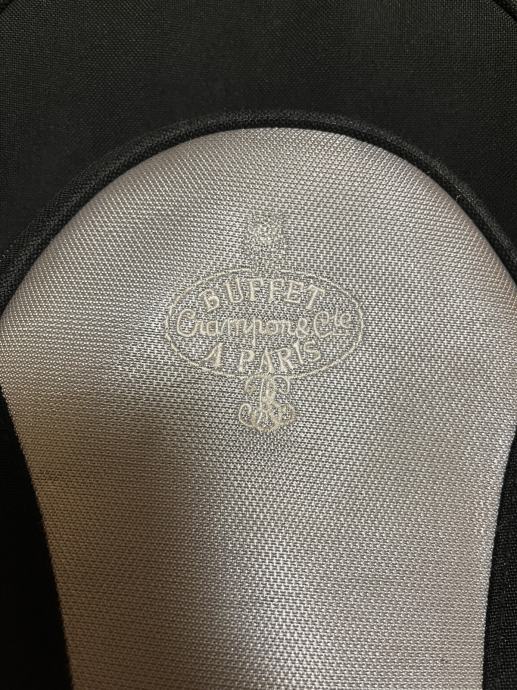 BUFFET
Crampon & Cie
A PARIS